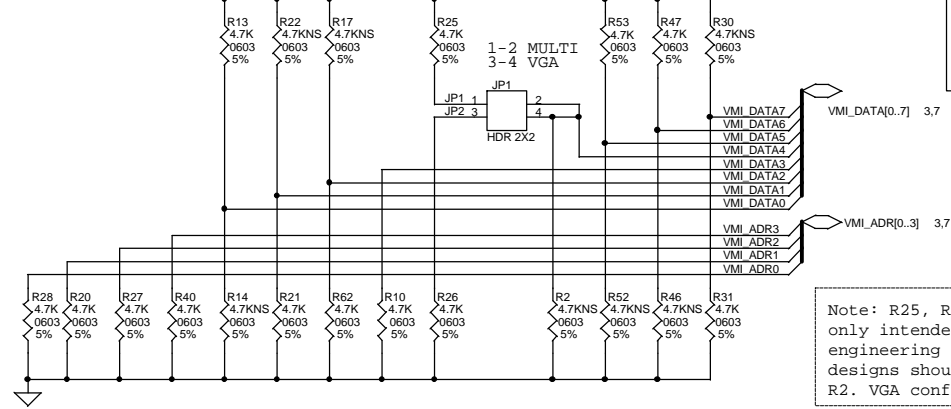 R13
4.7K
0603
5%
R22
4.7KNS
0603
5%
R17
4.7KNS
0603
5%
R25
4.7K
0603
5%
R53
4.7K
0603
5%
R47
4.7K
0603
5%
R30
4.7KNS
0603
5%
1-2 MULTI
3-4 VGA
JP1
JP1 1 2
JP2 3 4
HDR 2X2
VMI_DATA7
VMI_DATA6
VMI_DATA5
VMI_DATA4
VMI_DATA3
VMI_DATA2
VMI_DATA1
VMI_DATA0
VMI_DATA[0..7] 3,7
VMI_ADR3
VMI_ADR2
VMI_ADR1
VMI_ADR0
VMI_ADR[0..3] 3,7
R28
4.7K
0603
5%
R20
4.7K
0603
5%
R27
4.7K
0603
5%
R40
4.7K
0603
5%
R14
4.7KNS
0603
5%
R21
4.7K
0603
5%
R62
4.7K
0603
5%
R10
4.7K
0603
5%
R26
4.7K
0603
5%
R2
4.7KNS
0603
5%
R52
4.7KNS
0603
5%
R46
4.7KNS
0603
5%
R31
4.7K
0603
5%
Note: R25, R
only intende
engineering
designs shou
R2. VGA conf